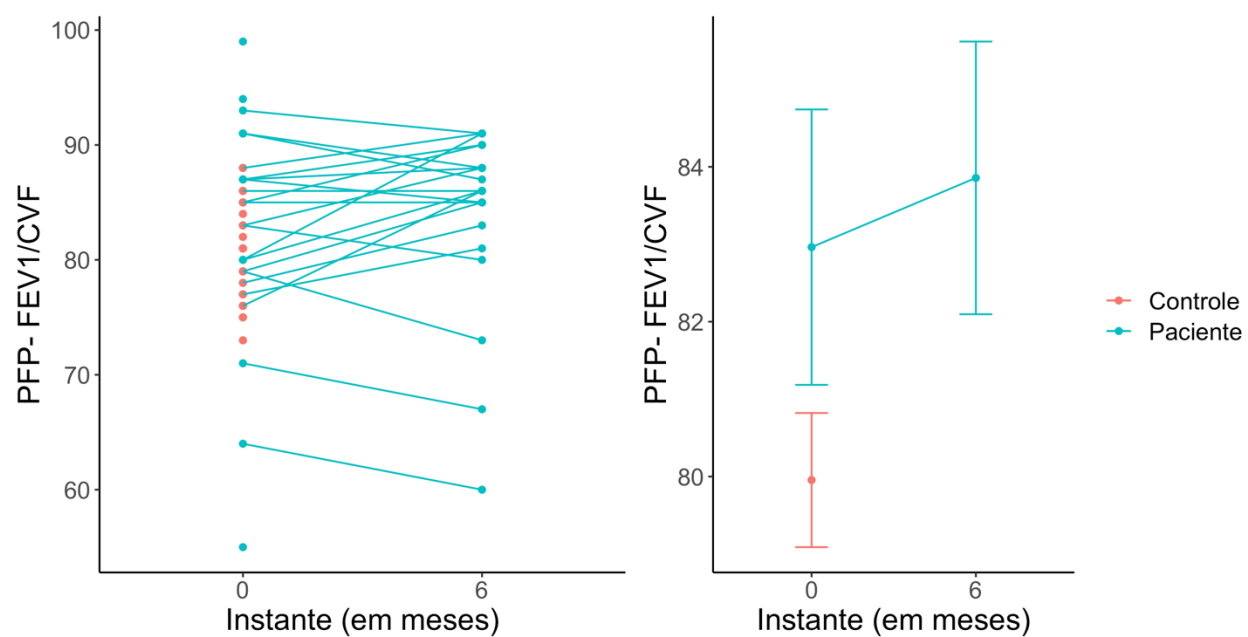 PFP- FEV1/CVF
100
90
80
70
60
0
6
Instante (em meses)
PFP- FEV1/CVF
84
82
80
0
6
Instante (em meses)
Controle
Paciente